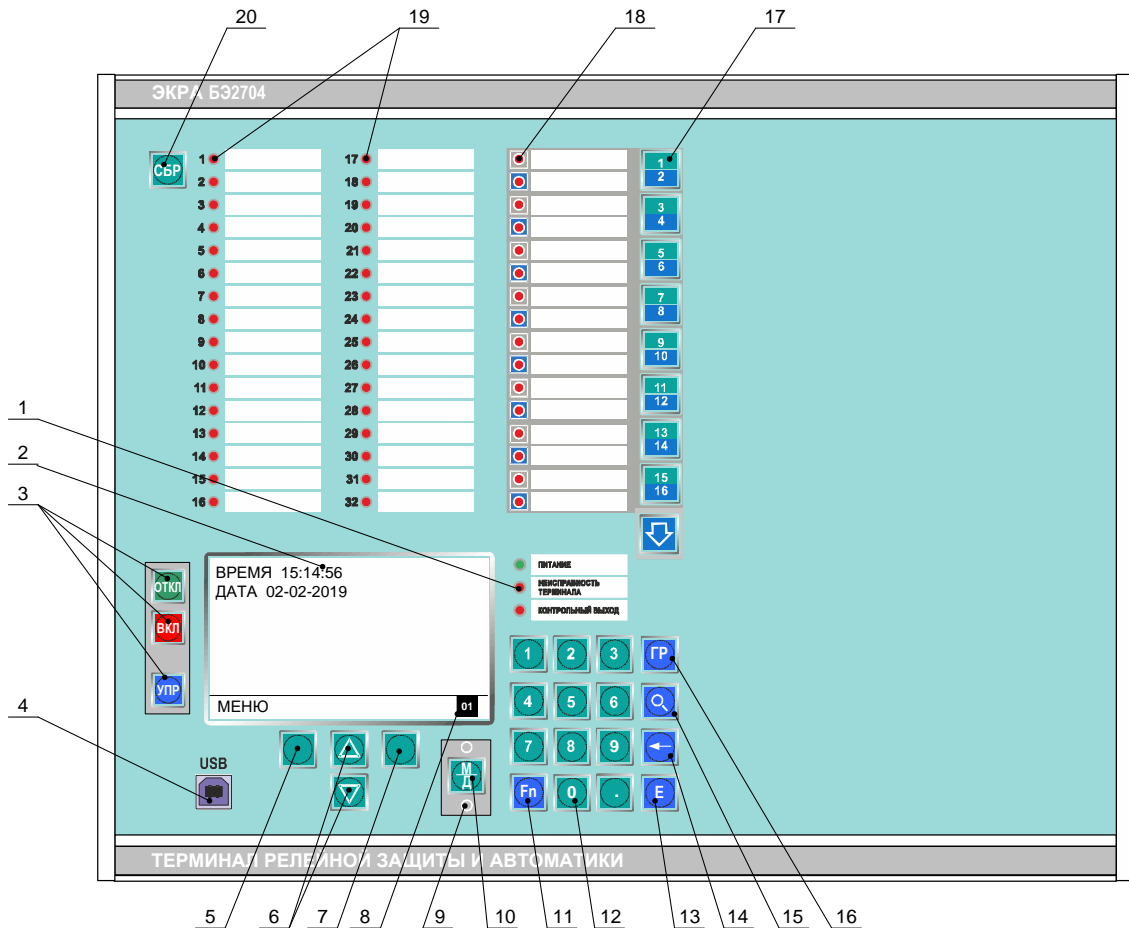 20 19 18 17
ЭКРА БЭ2704
СБР
1 17 1 2
2 18
3 19 3 4
4 20
5 21 5 6
6 22
7 23 7 8
8 24
9 25 9 10
10 26
11 27 11 12
12 28
13 29 13 14
14 30
15 31 15 16
16 32
1
2
3
4
ОТКЛ
ВКЛ
УПР
ВРЕМЯ 15:14:56
ДАТА 02-02-2019
МЕНЮ 01
ПИТАНИЕ
НЕИСПРАВНОСТЬ
ТЕРМИНАЛА
КОНТРОЛЬНЫЙ ВЫХОД
1 2 3 ГР
4 5 6
7 8 9
Fn 0 . E
USB
М
Д
ТЕРМИНАЛ РЕЛЕЙНОЙ ЗАЩИТЫ И АВТОМАТИКИ
5 6 7 8 9 10 11 12 13 14 15 16